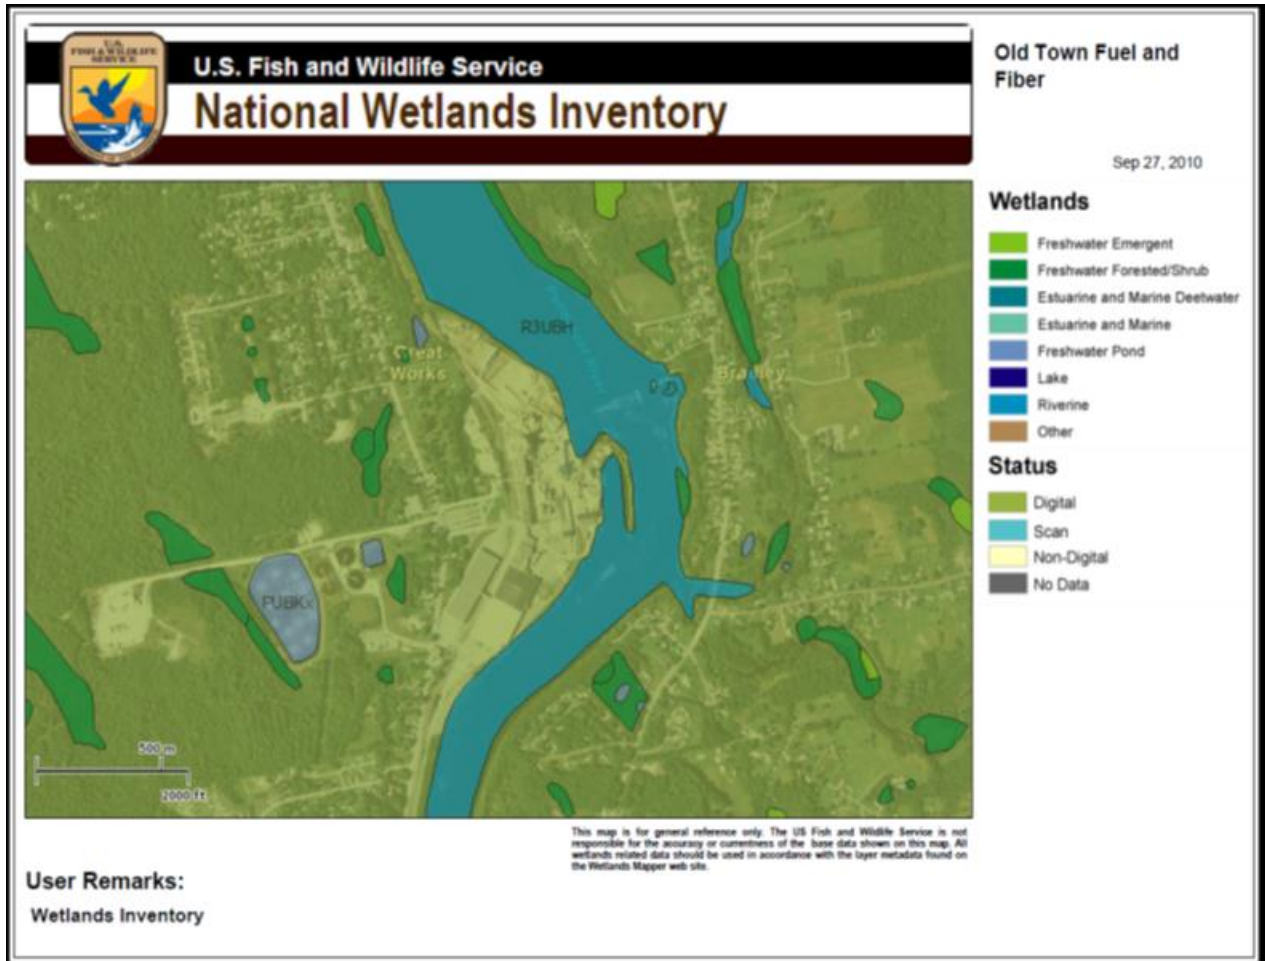 U.S.
FISH & WILDLIFE
SERVICE
U.S. Fish and Wildlife Service
National Wetlands Inventory
Old Town Fuel and
Fiber
Sep 27, 2010
Wetlands
Freshwater Emergent
Freshwater Forested/Shrub
Estuarine and Marine Deetwater
Estuarine and Marine
Freshwater Pond
Lake
Riverine
Other
Status
Digital
Scan
Non-Digital
No Data
R3UBH
Great
Works
Bradley
PUBKx
500 m
2000 ft
This map is for general reference only. The US Fish and Wildlife Service is not
responsible for the accuracy or currentness of the base data shown on this map. All
wetlands related data should be used in accordance with the layer metadata found on
the Wetlands Mapper web site.
User Remarks:
Wetlands Inventory